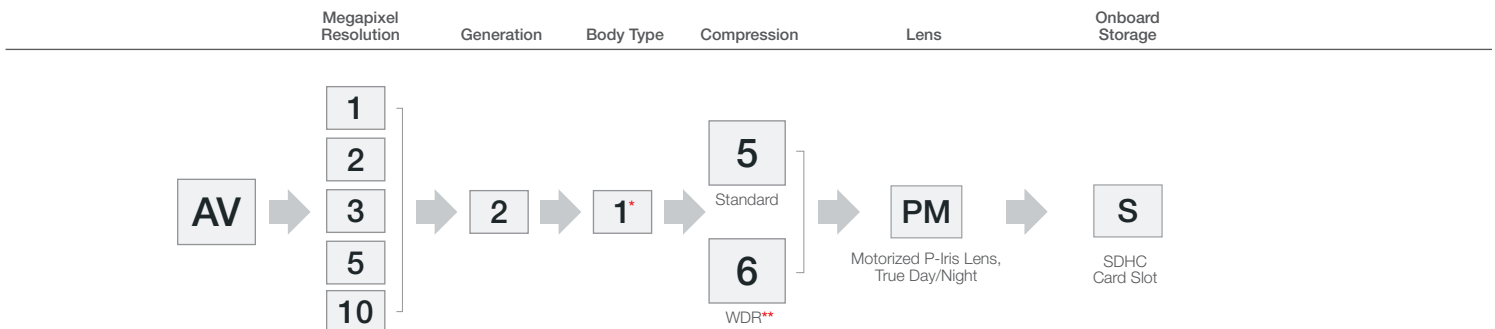 Megapixel
Resolution
Generation
Body Type
Compression
Lens
Onboard
Storage
AV
1
2
3
5
10
2
1*
5
Standard
6
WDR**
PM
Motorized P-Iris Lens,
True Day/Night
S
SDHC
Card Slot